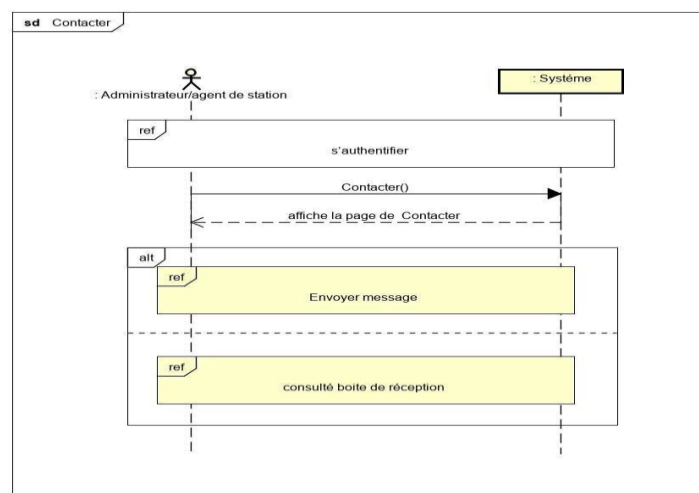 sd Contacter
: Administrateur/agent de station
: Systéme
ref
s'authentifier
Contacter()
affiche la page de Contacter
alt
ref
Envoyer message
ref
consulté boite de réception